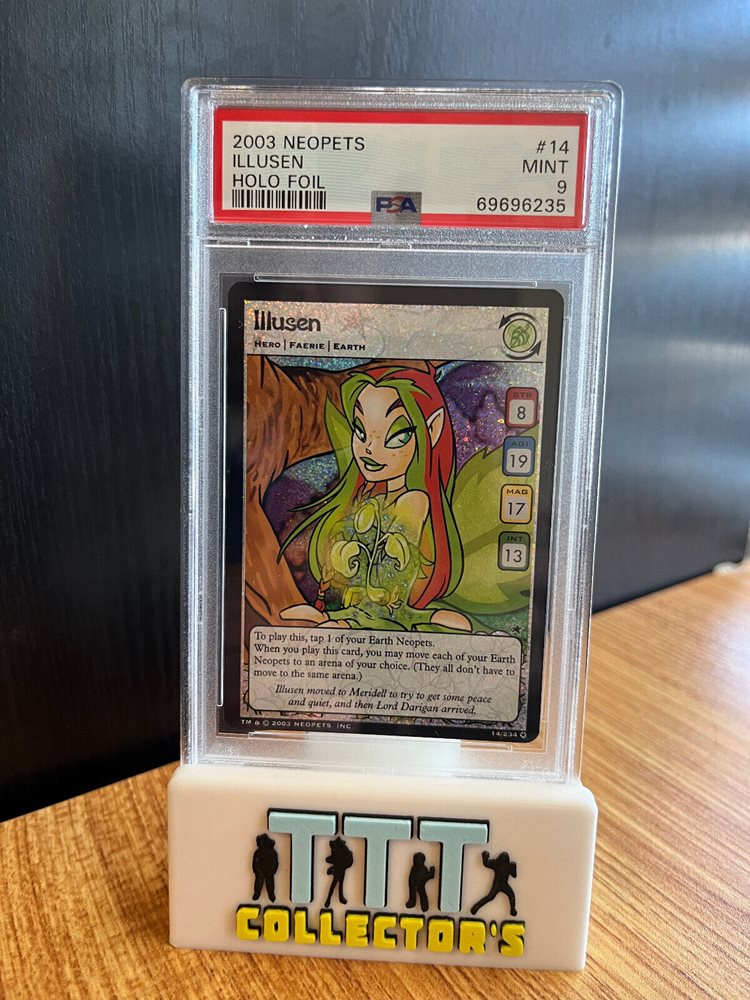 2003 NEOPETS #14
ILLUSEN MINT
HOLO FOIL 9
PSA 69696235
Illusen
HERO | FAERIE | EARTH
STR
8
AGI
19
MAG
17
INT
13
To play this, tap 1 of your Earth Neopets.
When you play this card, you may move each of your Earth
Neopets to an arena of your choice. (They all don't have to
move to the same arena.)
Illusen moved to Meridell to try to get some peace
and quiet, and then Lord Darigan arrived.
TM & © 2003 NEOPETS, INC 14/234
TTT
COLLECTOR'S